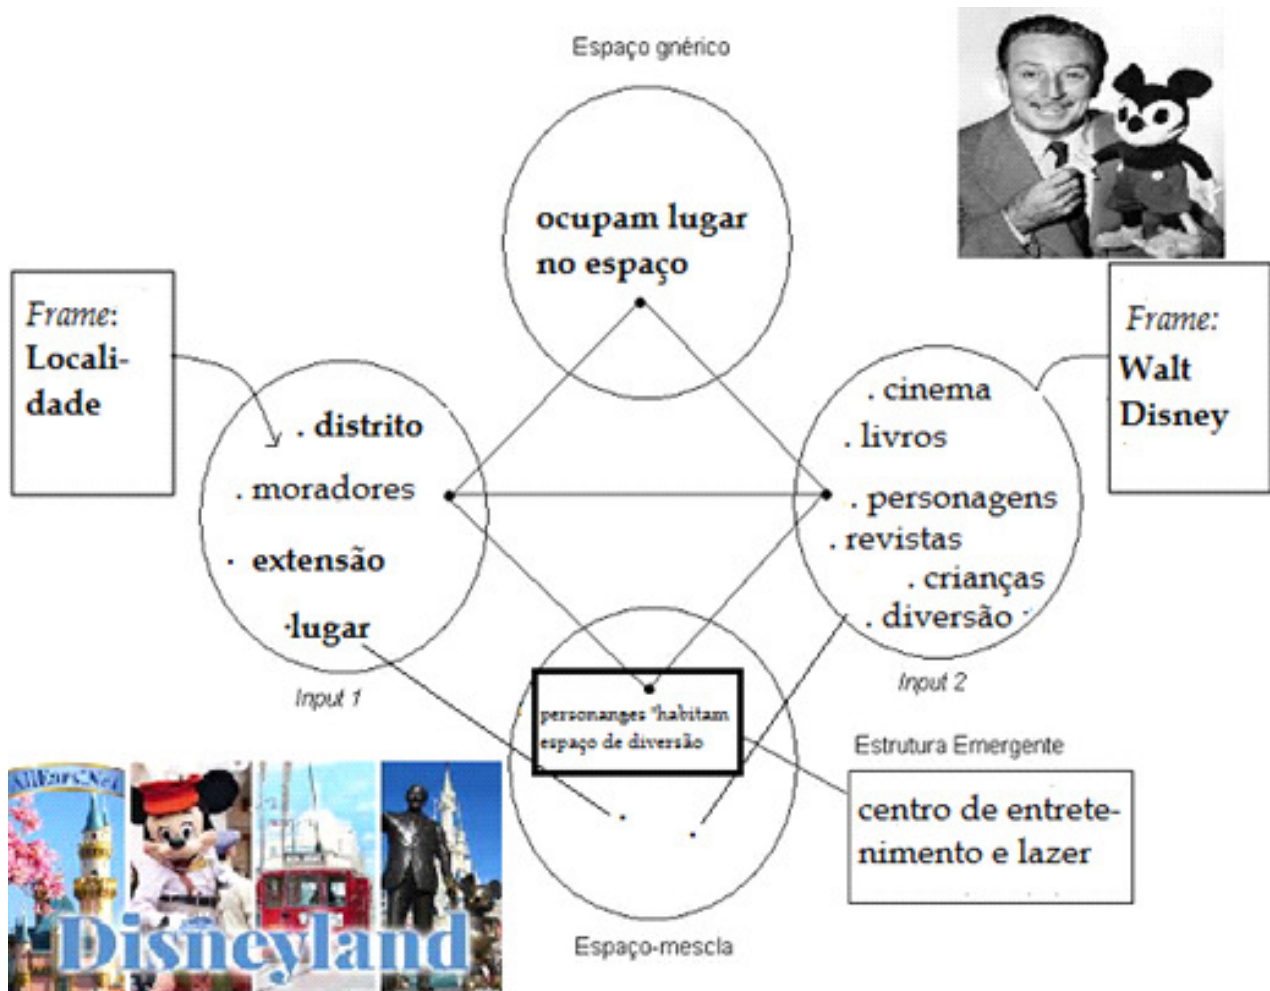 Espaço gnérico
ocupam lugar
no espaço
Frame:
Locali-
dade
Frame:
Walt
Disney
. distrito
. moradores
· extensão
·lugar
Input 1
. cinema
. livros
. personagens
. revistas
. crianças
. diversão
Input 2
personanges "habitam
espaço de diversão
Estrutura Emergente
centro de entrete-
nimento e lazer
Espaço-mescla
AllEars.Net
Disneyland